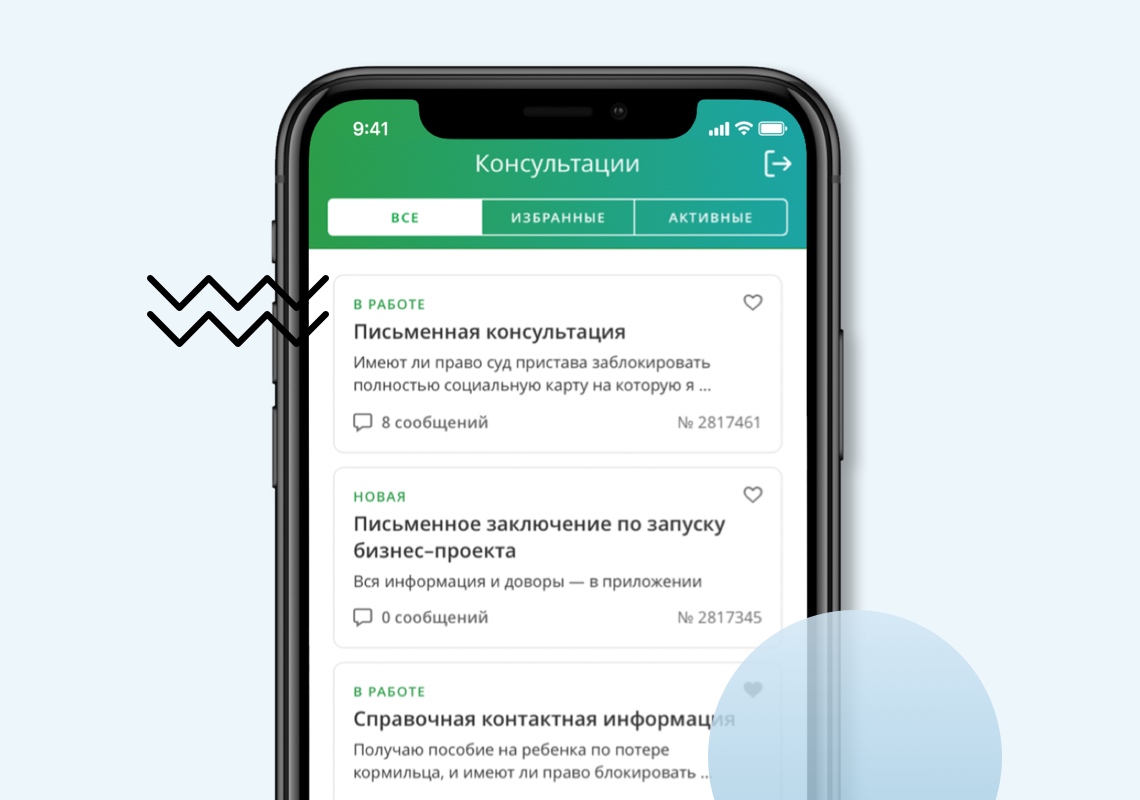 9:41
Консультации
ВСЕ ИЗБРАННЫЕ АКТИВНЫЕ
В РАБОТЕ
Письменная консультация
Имеют ли право суд пристава заблокировать
полностью социальную карту на которую я ...
8 сообщений № 2817461
НОВАЯ
Письменное заключение по запуску
бизнес–проекта
Вся информация и доворы — в приложении
0 сообщений № 2817345
В РАБОТЕ
Справочная контактная информация
Получаю пособие на ребенка по потере
кормильца, и имеют ли право блокировать ...